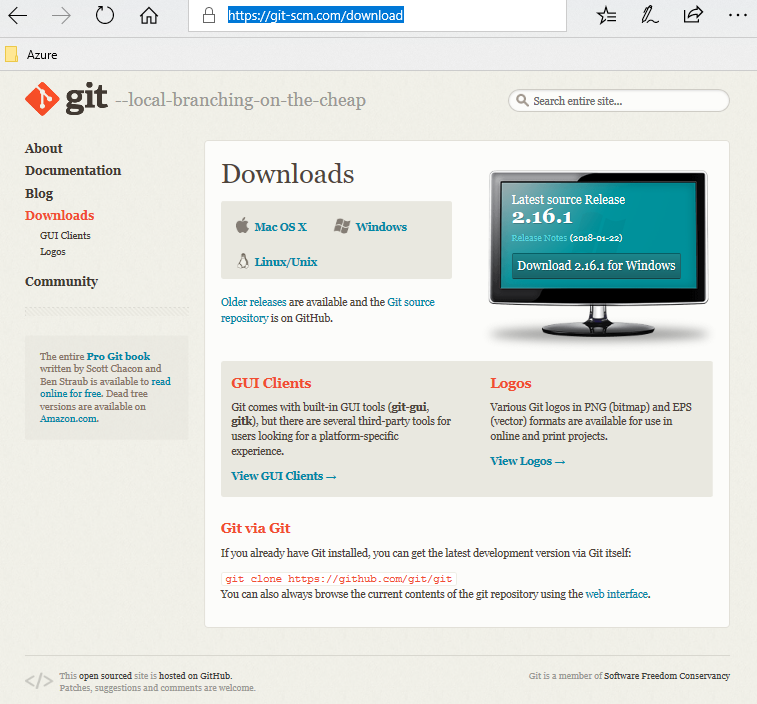 https://git-scm.com/download
Azure
git --local-branching-on-the-cheap
Search entire site...
About
Documentation
Blog
Downloads
GUI Clients
Logos
Community
The entire Pro Git book
written by Scott Chacon and
Ben Straub is available to read
online for free. Dead tree
versions are available on
Amazon.com.
Downloads
Mac OS X
Windows
Linux/Unix
Older releases are available and the Git source
repository is on GitHub.
Latest source Release
2.16.1
Release Notes (2018-01-22)
Download 2.16.1 for Windows
GUI Clients
Git comes with built-in GUI tools (git-gui,
gitk), but there are several third-party tools for
users looking for a platform-specific
experience.
View GUI Clients →
Logos
Various Git logos in PNG (bitmap) and EPS
(vector) formats are available for use in
online and print projects.
View Logos →
Git via Git
If you already have Git installed, you can get the latest development version via Git itself:
git clone https://github.com/git/git
You can also always browse the current contents of the git repository using the web interface.
</> This open sourced site is hosted on GitHub.
Patches, suggestions and comments are welcome.
Git is a member of Software Freedom Conservancy